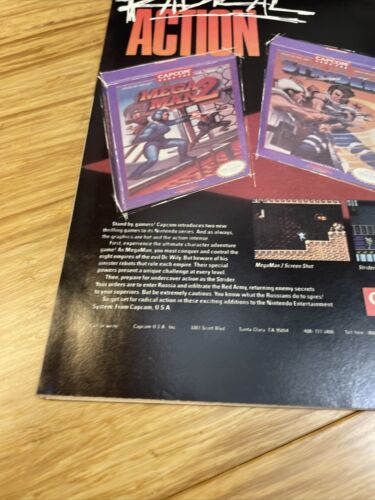 RADICAL
ACTION
CAPCOM
MEGA
MAN 2
CAPCOM
Stand by, gamers! Capcom introduces two new
thrilling games to its Nintendo series. And as always,
the graphics are hot and the action intense.
First, experience the ultimate character adventure
game! As MegaMan, you must conquer and control the
eight empires of the evil Dr. Wily. But beware of his
sinister robots that rule each empire. Their special
powers present a unique challenge at every level.
Then, prepare for undercover action as the Strider.
Your orders are to enter Russia and infiltrate the Red Army, returning enemy secrets
to your superiors. But be extremely cautious. You know what the Russians do to spies!
So get set for radical action in these exciting additions to the Nintendo Entertainment
System. From Capcom, U.S.A.
MegaMan 2 Screen Shot
Strider
Call or write: Capcom U.S.A. Inc. 3303 Scott Blvd. Santa Clara, CA 95054